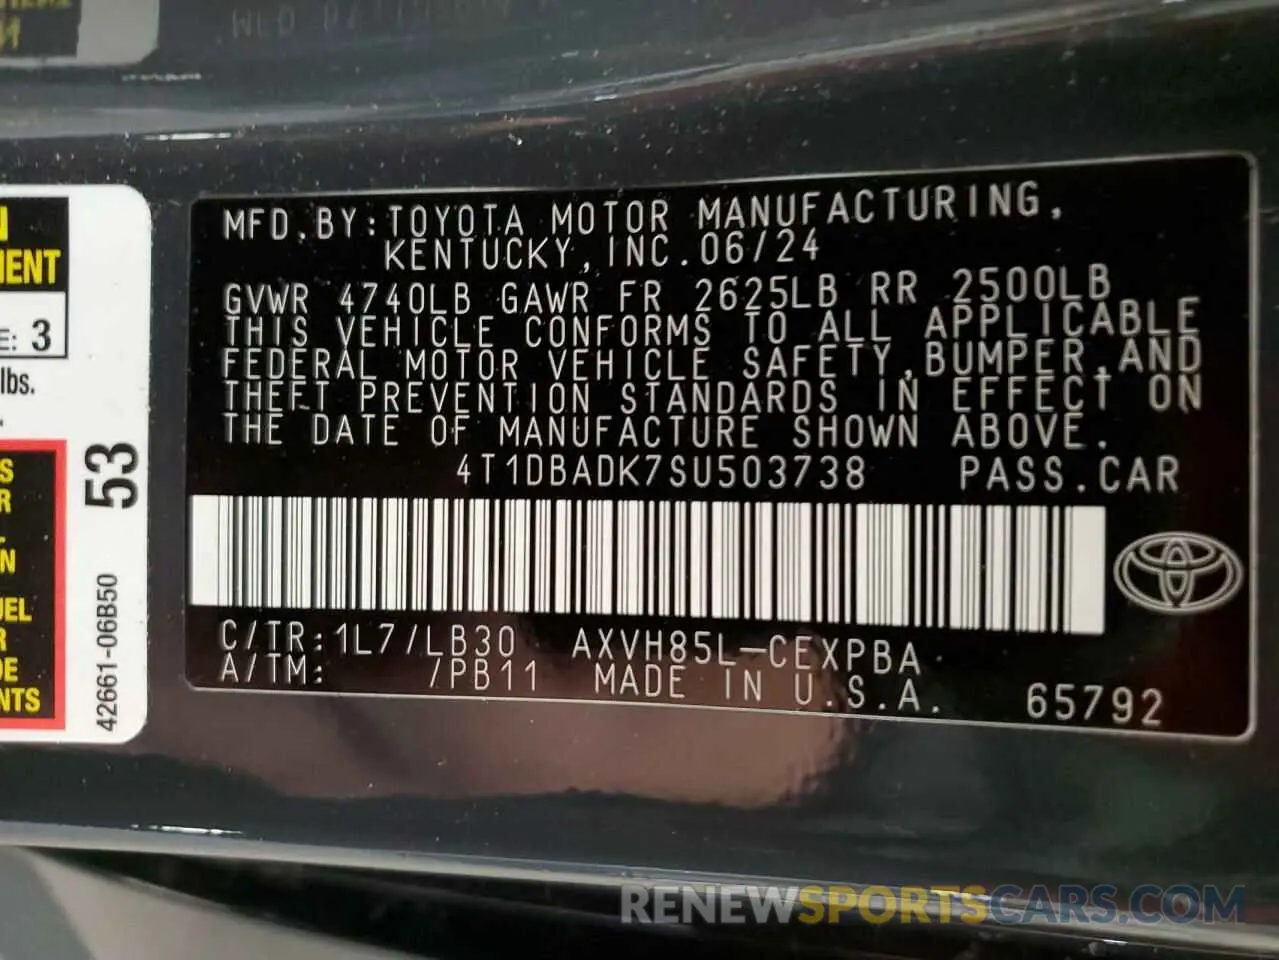 MFD.BY:TOYOTA MOTOR MANUFACTURING,
KENTUCKY,INC.06/24
GVWR 4740LB GAWR FR 2625LB RR 2500LB
THIS VEHICLE CONFORMS TO ALL APPLICABLE
FEDERAL MOTOR VEHICLE SAFETY,BUMPER,AND
THEFT PREVENTION STANDARDS IN EFFECT ON
THE DATE OF MANUFACTURE SHOWN ABOVE.
4T1DBADK7SU503738 PASS.CAR
C/TR:1L7/LB30 AXVH85L-CEXPBA
A/TM: /PB11 MADE IN U.S.A. 65792
3
lbs.
53
42661-06B50
RENEWSPORTSCARS.COM